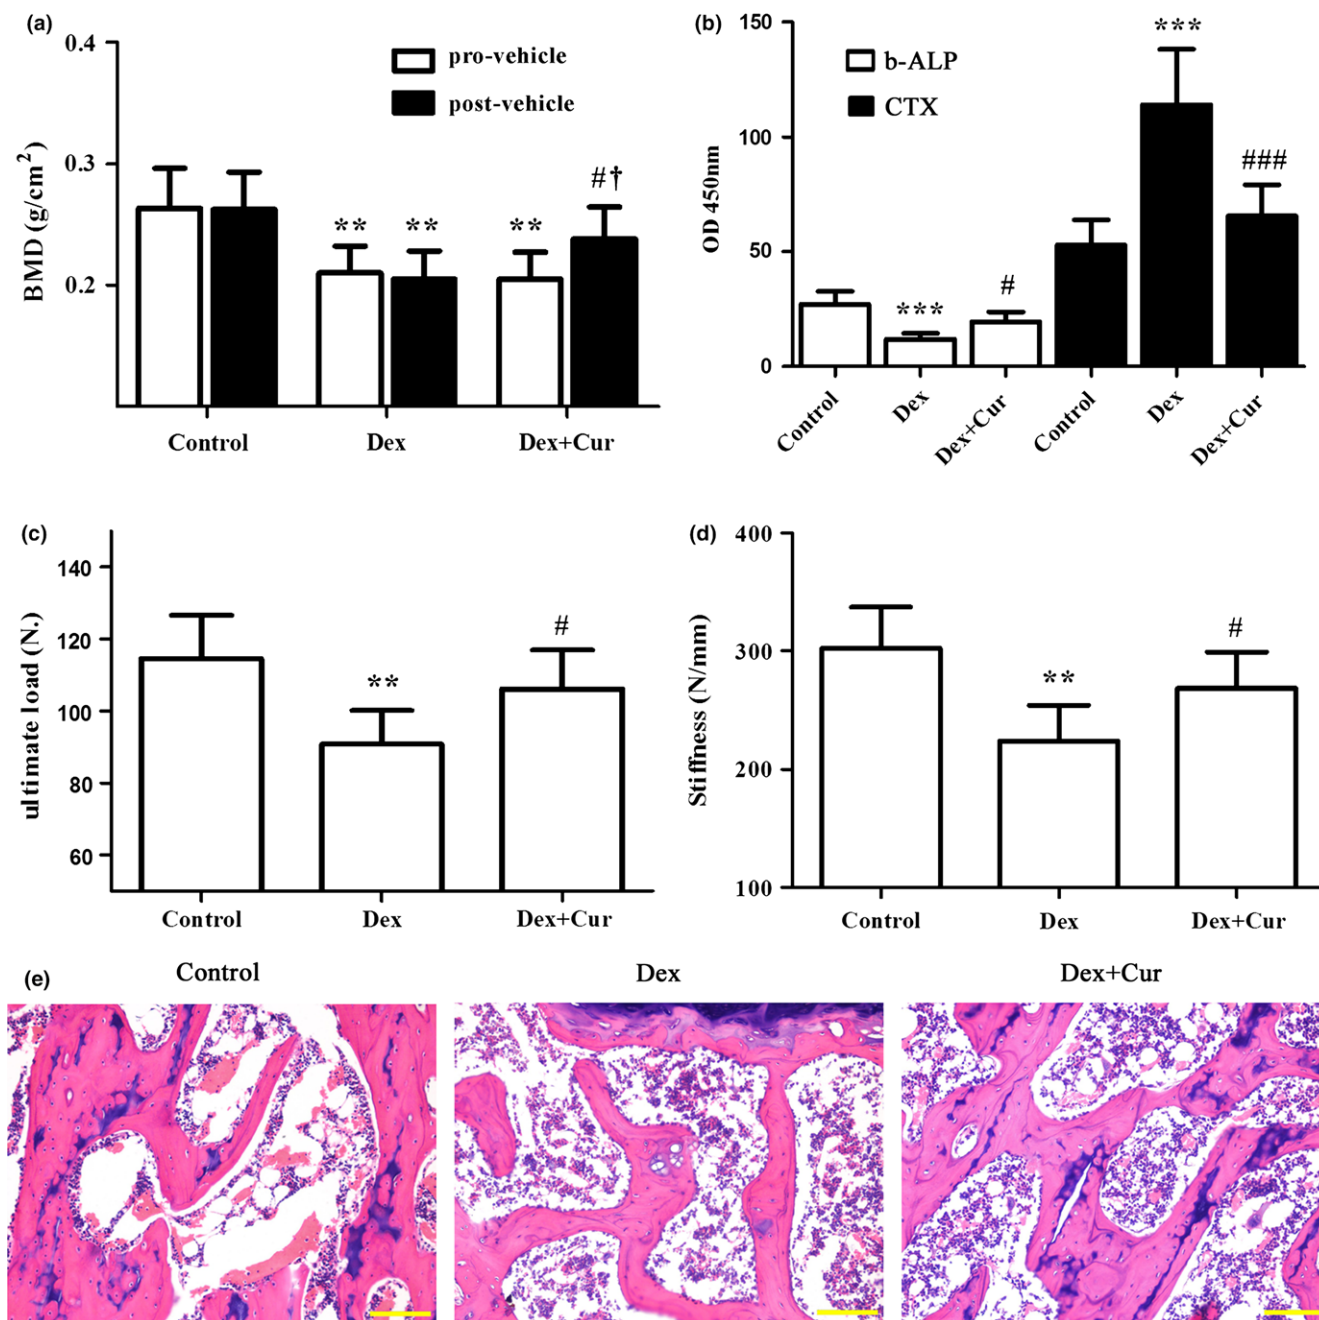 (a)
0.4
0.3
0.2
BMD (g/cm²)
pro-vehicle
post-vehicle
**
**
**
#†
Control
Dex
Dex+Cur
(b)
150
100
50
0
OD 450nm
b-ALP
CTX
***
#
***
###
Control
Dex
Dex+Cur
Control
Dex
Dex+Cur
(c)
140
120
100
80
60
ultimate load (N.)
**
#
Control
Dex
Dex+Cur
(d)
400
300
200
100
Stiffness (N/mm)
**
#
Control
Dex
Dex+Cur
(e)
Control
Dex
Dex+Cur